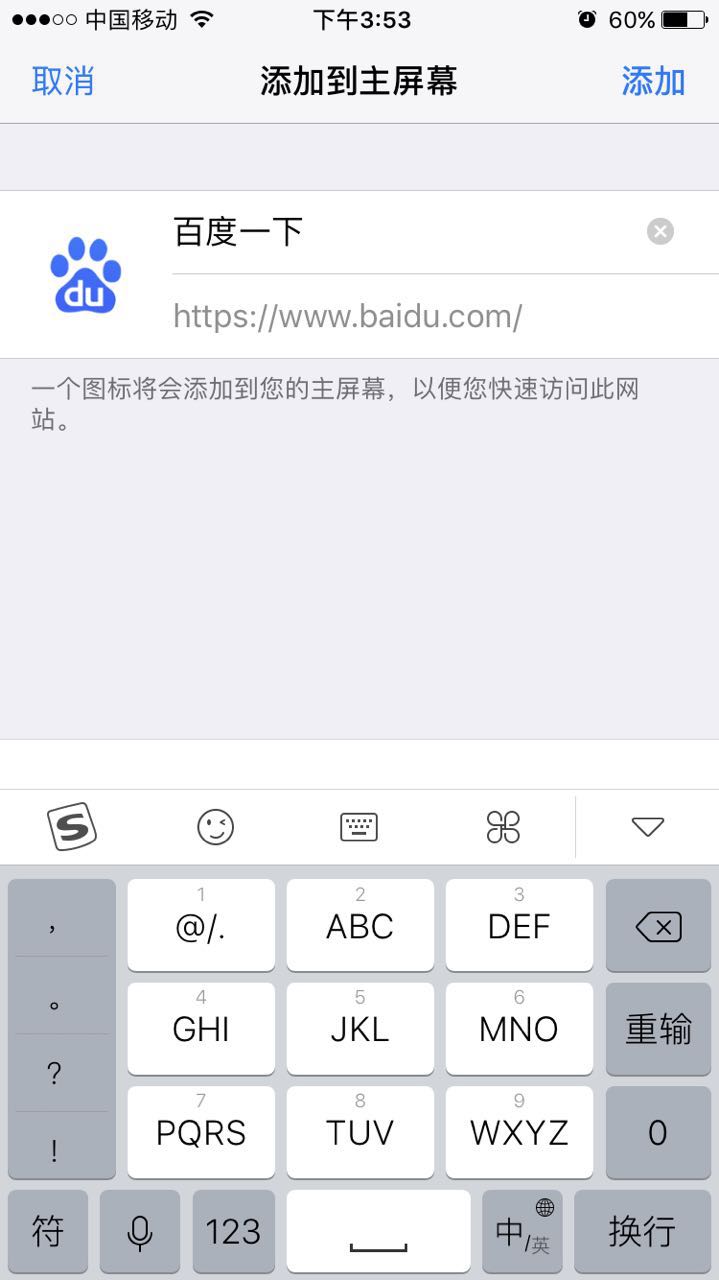 中国移动 下午3:53 60%
取消 添加到主屏幕 添加
百度一下
du
https://www.baidu.com/
一个图标将会添加到您的主屏幕，以便您快速访问此网
站。
S
， 1 2 3
@/. ABC DEF
。 4 5 6
GHI JKL MNO 重输
? 7 8 9
! PQRS TUV WXYZ 0
符 123 中/英 换行